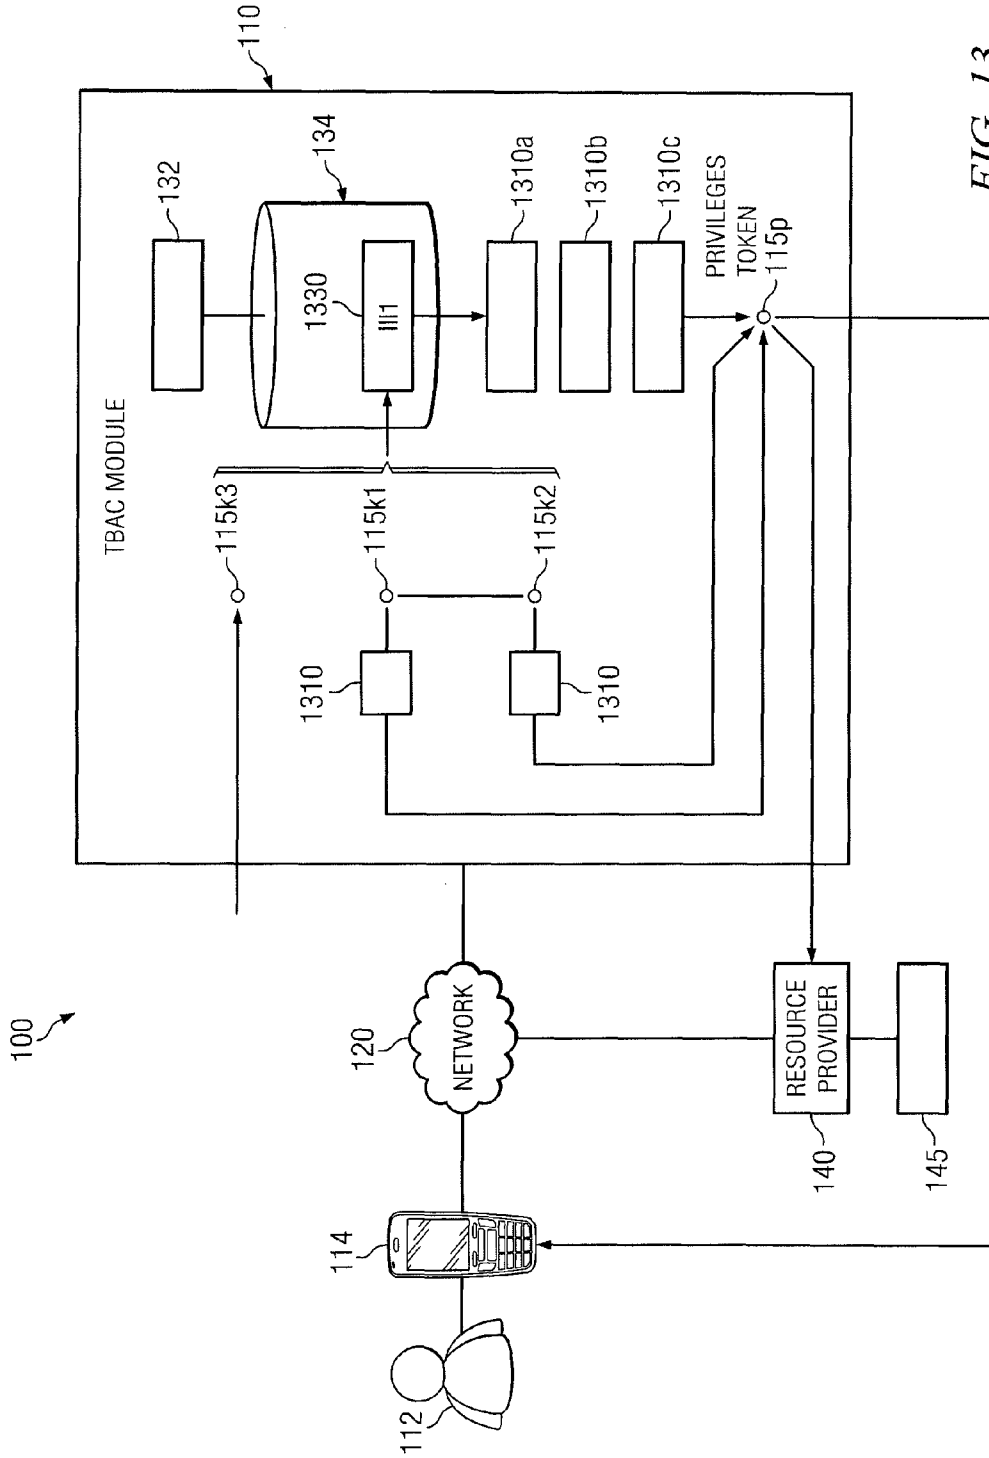 100
110
TBAC MODULE
132
134
1330
III1
115k3
115k1
115k2
1310
1310
1310a
1310b
1310c
PRIVILEGES
TOKEN
115p
112
114
120
NETWORK
RESOURCE
PROVIDER
140
145
FIG. 13